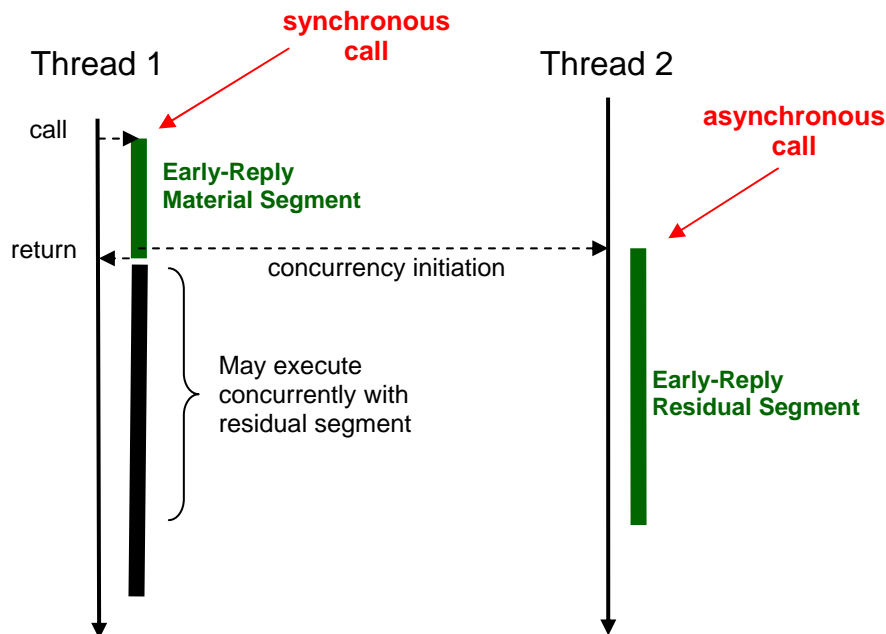 synchronous
call
Thread 1
Thread 2
call
asynchronous
call
Early-Reply
Material Segment
return
concurrency initiation
May execute
concurrently with
residual segment
Early-Reply
Residual Segment